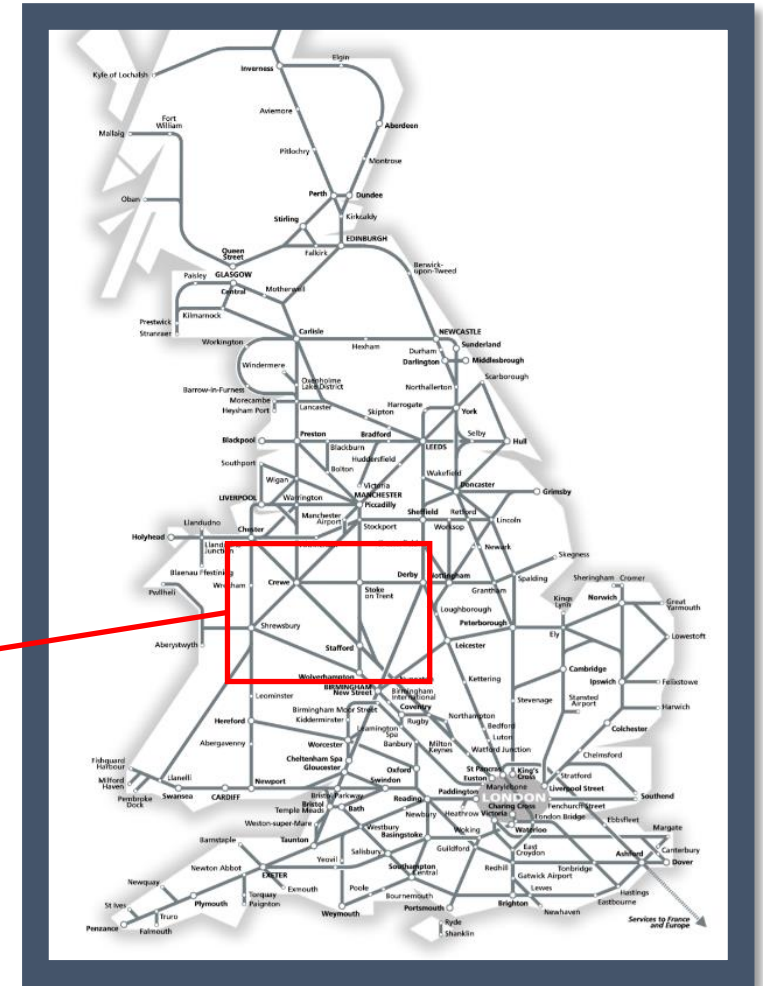 Elgin
Inverness
Kyle of Lochalsh
Aviemore
Fort
William
Aberdeen
Mallaig
Pitlochry
Montrose
Perth
Dundee
Oban
Stirling
Kirkcaldy
EDINBURGH
Queen
Street
Falkirk
Berwick-
upon-Tweed
Paisley
GLASGOW
Central
Motherwell
Kilmarnock
Prestwick
Stranraer
Carlisle
NEWCASTLE
Workington
Hexham
Sunderland
Durham
Darlington
Middlesbrough
Windermere
Scarborough
Oxenholme
Lake District
Northallerton
Barrow-in-Furness
Morecambe
Heysham Port
Lancaster
Harrogate
York
Skipton
Blackpool
Preston
Bradford
Selby
Hull
Blackburn
LEEDS
Huddersfield
Southport
Bolton
Wakefield
Wigan
Victoria
Doncaster
MANCHESTER
Grimsby
LIVERPOOL
Warrington
Piccadilly
Manchester
Airport
Sheffield
Retford
Lincoln
Stockport
Worksop
Llandudno
Holyhead
Chester
Llandudno
Junction
Newark
Skegness
Blaenau Ffestiniog
Wrexham
Crewe
Stoke
on Trent
Derby
Nottingham
Grantham
Spalding
Sheringham
Cromer
Pwllheli
Loughborough
Kings
Lynn
Norwich
Great
Yarmouth
Shrewsbury
Peterborough
Ely
Aberystwyth
Stafford
Leicester
Lowestoft
Wolverhampton
Cambridge
BIRMINGHAM
New Street
Birmingham
International
Kettering
Ipswich
Felixstowe
Leominster
Stevenage
Stansted
Airport
Birmingham Moor Street
Coventry
Harwich
Kidderminster
Rugby
Northampton
Hereford
Leamington
Spa
Bedford
Colchester
Abergavenny
Worcester
Banbury
Milton
Keynes
Luton
Watford Junction
Chelmsford
Fishguard
Harbour
Cheltenham Spa
Gloucester
Oxford
St Pancras
King's
Cross
Euston
Stratford
Milford
Haven
Llanelli
Newport
Swindon
Paddington
Marylebone
Liverpool Street
Pembroke
Dock
Swansea
CARDIFF
Bristol Parkway
Reading
LONDON
Fenchurch Street
Southend
Bristol
Temple Meads
Bath
Newbury
Heathrow
Victoria
Charing Cross
London Bridge
Ebbsfleet
Weston-super-Mare
Westbury
Basingstoke
Woking
Waterloo
Margate
Barnstaple
Taunton
Salisbury
Guildford
East
Croydon
Ashford
Canterbury
Dover
Yeovil
Southampton
Central
Redhill
Tonbridge
Gatwick Airport
Newton Abbot
EXETER
Newquay
Exmouth
Poole
Bournemouth
Lewes
Hastings
St Ives
Plymouth
Torquay
Paignton
Weymouth
Portsmouth
Brighton
Eastbourne
Newhaven
Truro
Penzance
Falmouth
Ryde
Shanklin
Services to France
and Europe